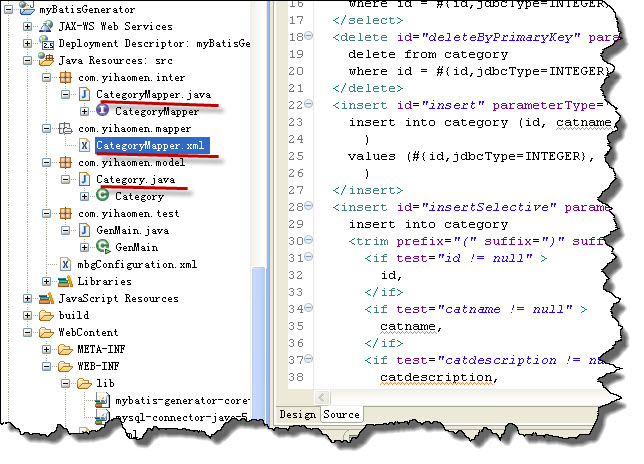 myBatisGenerator
JAX-WS Web Services
Deployment Descriptor: myBatisGe
Java Resources: src
com.yihaomen.inter
CategoryMapper.java
CategoryMapper
com.yihaomen.mapper
CategoryMapper.xml
com.yihaomen.model
Category.java
Category
com.yihaomen.test
GenMain.java
GenMain
mbgConfiguration.xml
Libraries
JavaScript Resources
build
WebContent
META-INF
WEB-INF
lib
mybatis-generator-core
mysql-connector-java-5
16 where id = #{id,jdbcType=INTEGER}
17 </select>
18 <delete id="deleteByPrimaryKey" para
19 delete from category
20 where id = #{id,jdbcType=INTEGER}
21 </delete>
22 <insert id="insert" parameterType=
23 insert into category (id, catname,
24 )
25 values (#{id,jdbcType=INTEGER},
26 )
27 </insert>
28 <insert id="insertSelective" parame
29 insert into category
30 <trim prefix="(" suffix=")" suff
31 <if test="id != null" >
32 id,
33 </if>
34 <if test="catname != null" >
35 catname,
36 </if>
37 <if test="catdescription != nu
38 catdescription,
Design Source